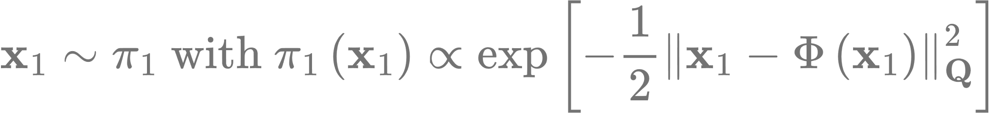 𝐱₁ ∼ π₁ with π₁ (𝐱₁) ∝ exp [ −1/2 ‖𝐱₁ − Φ (𝐱₁)‖²_𝐐 ]